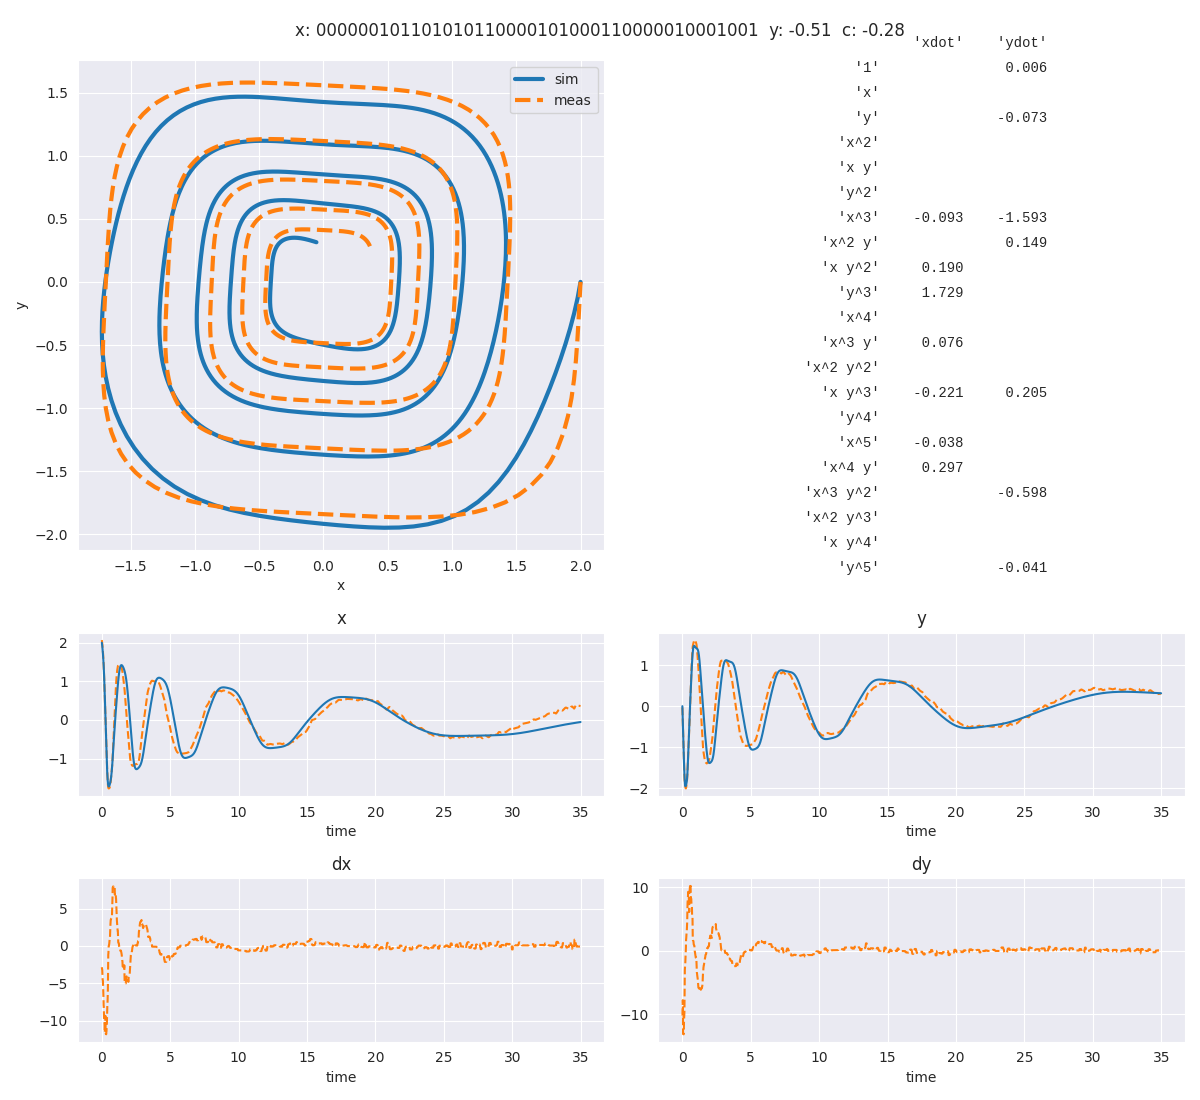 x: 000000101101010110000101000110000010001001 y: -0.51 c: -0.28
'xdot' 'ydot'
'1' 0.006
'x'
'y' -0.073
'x^2'
'x y'
'y^2'
'x^3' -0.093 -1.593
'x^2 y' 0.149
'x y^2' 0.190
'y^3' 1.729
'x^4'
'x^3 y' 0.076
'x^2 y^2'
'x y^3' -0.221 0.205
'y^4'
'x^5' -0.038
'x^4 y' 0.297
'x^3 y^2' -0.598
'x^2 y^3'
'x y^4'
'y^5' -0.041
sim
meas
y
1.5
1.0
0.5
0.0
−0.5
−1.0
−1.5
−2.0
−1.5 −1.0 −0.5 0.0 0.5 1.0 1.5 2.0
x
x
2
1
0
−1
0 5 10 15 20 25 30 35
time
y
1
0
−1
−2
0 5 10 15 20 25 30 35
time
dx
5
0
−5
−10
0 5 10 15 20 25 30 35
time
dy
10
0
−10
0 5 10 15 20 25 30 35
time